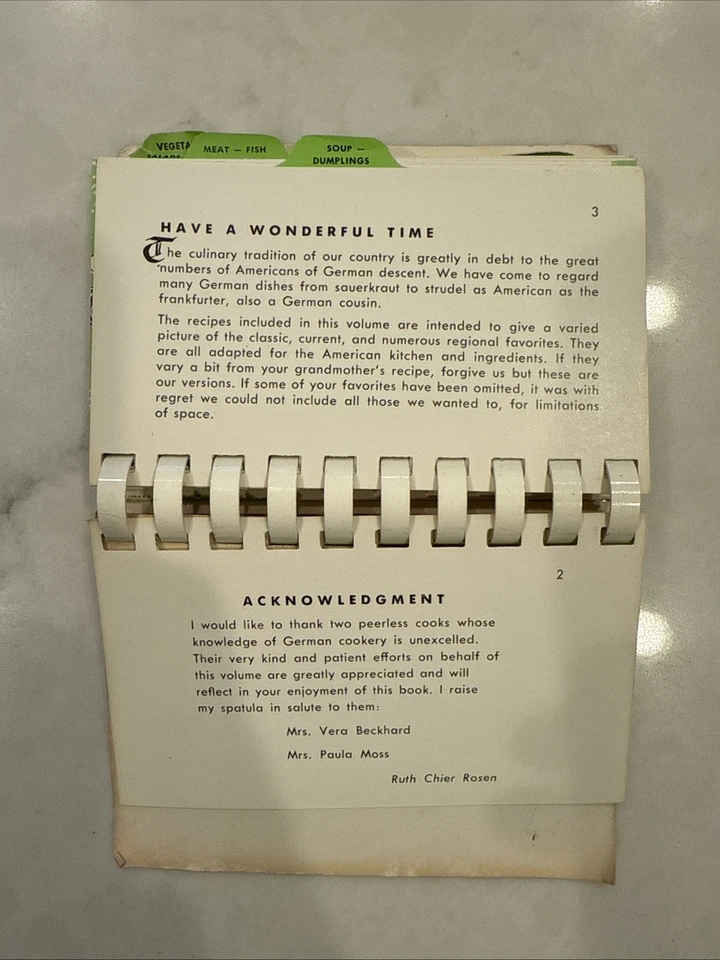 VEGETA
SALADS
MEAT — FISH
SOUP —
DUMPLINGS
3
HAVE A WONDERFUL TIME
The culinary tradition of our country is greatly in debt to the great
numbers of Americans of German descent. We have come to regard
many German dishes from sauerkraut to strudel as American as the
frankfurter, also a German cousin.
The recipes included in this volume are intended to give a varied
picture of the classic, current, and numerous regional favorites. They
are all adapted for the American kitchen and ingredients. If they
vary a bit from your grandmother's recipe, forgive us but these are
our versions. If some of your favorites have been omitted, it was with
regret we could not include all those we wanted to, for limitations
of space.
2
ACKNOWLEDGMENT
I would like to thank two peerless cooks whose
knowledge of German cookery is unexcelled.
Their very kind and patient efforts on behalf of
this volume are greatly appreciated and will
reflect in your enjoyment of this book. I raise
my spatula in salute to them:
Mrs. Vera Beckhard
Mrs. Paula Moss
Ruth Chier Rosen